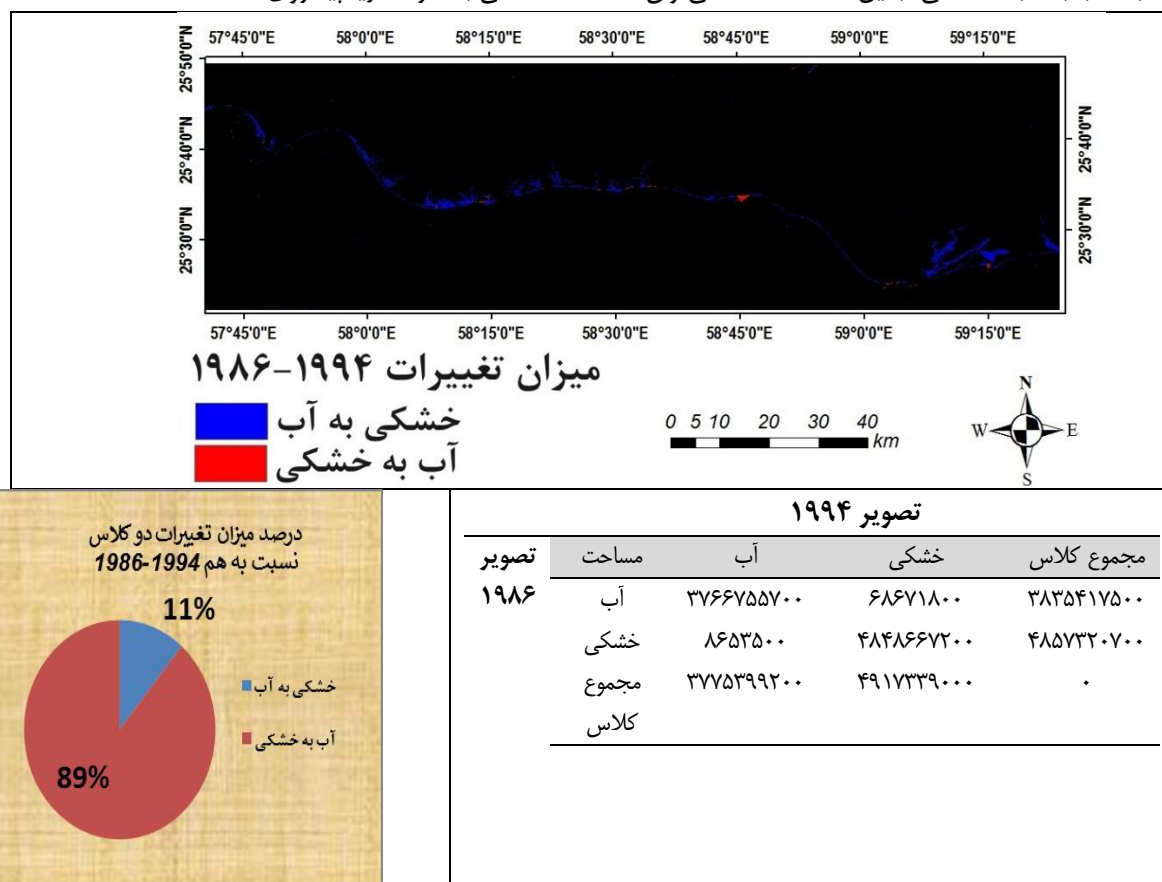 57°45'0"E 58°0'0"E 58°15'0"E 58°30'0"E 58°45'0"E 59°0'0"E 59°15'0"E
25°50'0"N
25°40'0"N
25°30'0"N
25°40'0"N
25°30'0"N
57°45'0"E 58°0'0"E 58°15'0"E 58°30'0"E 58°45'0"E 59°0'0"E 59°15'0"E
میزان تغییرات ۱۹۹۴-۱۹۸۶
خشکی به آب
آب به خشکی
0 5 10 20 30 40
km
N
W E
S
درصد میزان تغییرات دو کلاس
نسبت به هم 1994-1986
11%
89%
خشکی به آب
آب به خشکی
تصویر ۱۹۹۴
تصویر مساحت آب خشکی مجموع کلاس
۱۹۸۶ آب ۳۷۶۶۷۵۵۷۰۰ ۶۸۶۷۱۸۰۰ ۳۸۳۵۴۱۷۵۰۰
خشکی ۸۶۵۳۵۰۰ ۴۸۴۸۶۶۷۲۰۰ ۴۸۵۷۳۲۰۷۰۰
مجموع ۳۷۷۵۳۹۹۲۰۰ ۴۹۱۷۳۳۹۰۰۰ ۰
کلاس